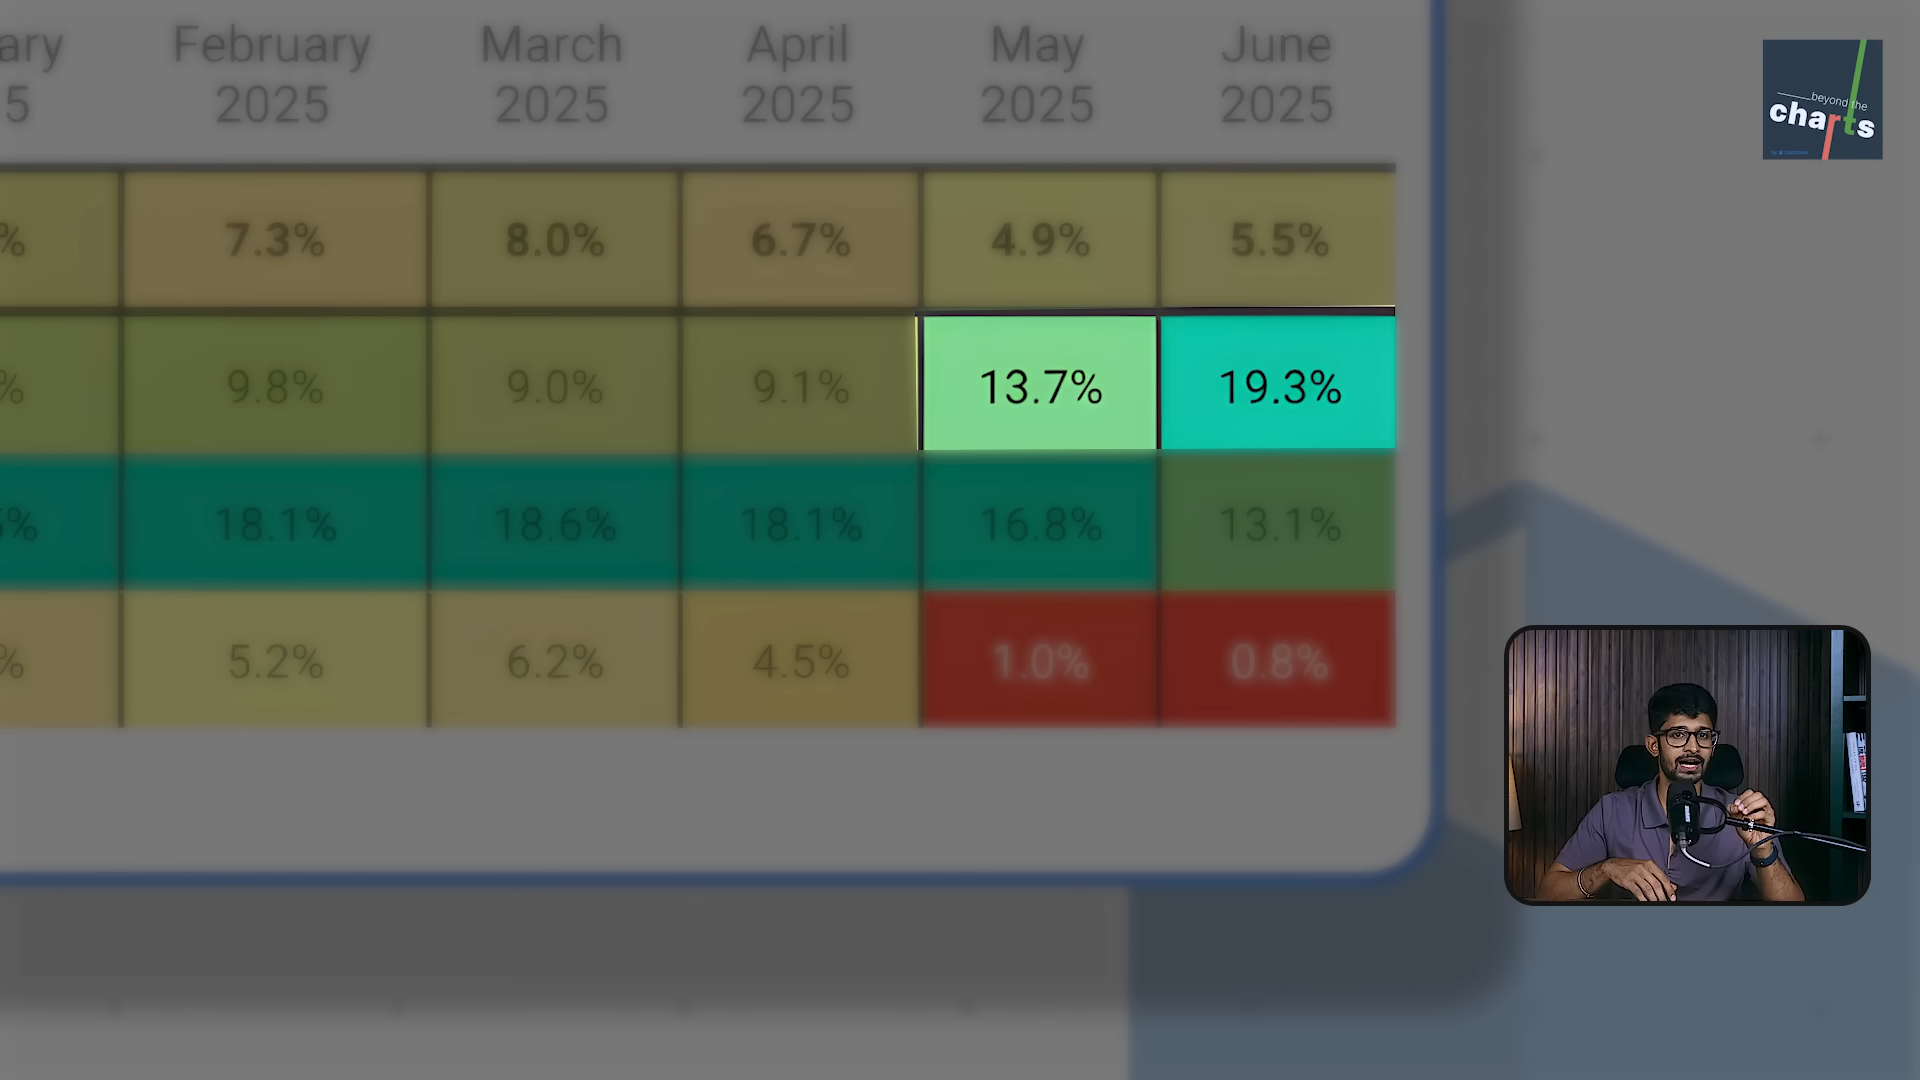 ary February March April May June
5 2025 2025 2025 2025 2025
% 7.3% 8.0% 6.7% 4.9% 5.5%
% 9.8% 9.0% 9.1% 13.7% 19.3%
% 18.1% 18.6% 18.1% 16.8% 13.1%
% 5.2% 6.2% 4.5% 1.0% 0.8%
beyond the
charts